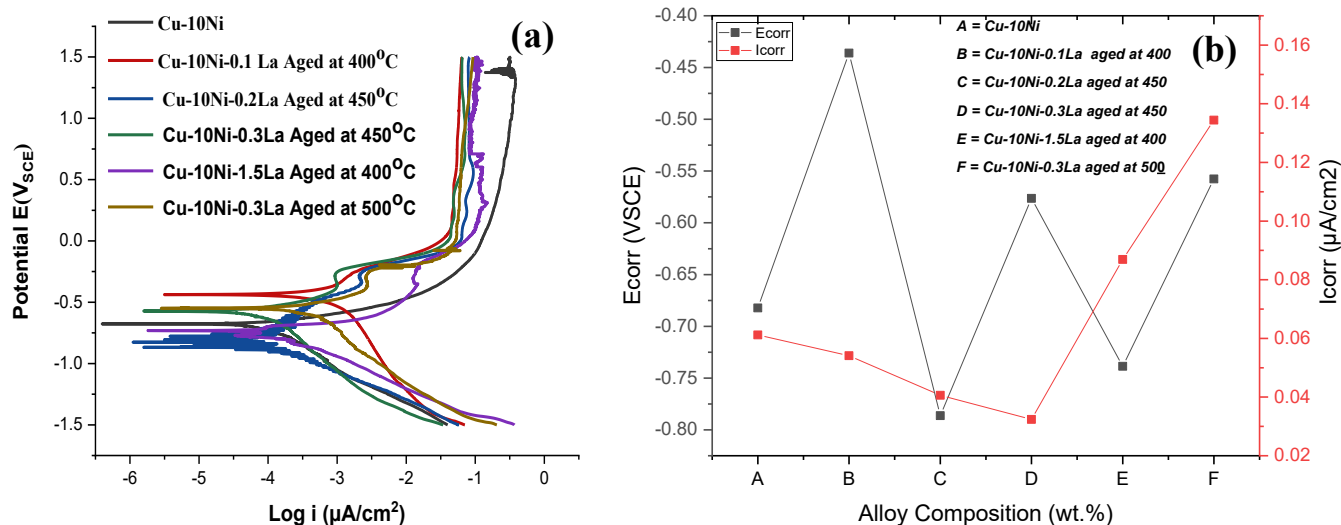 Cu-10Ni
Cu-10Ni-0.1 La Aged at 400⁰C
Cu-10Ni-0.2La Aged at 450⁰C
Cu-10Ni-0.3La Aged at 450⁰C
Cu-10Ni-1.5La Aged at 400⁰C
Cu-10Ni-0.3La Aged at 500⁰C
(a)
Potential E(V_SCE)
1.5
1.0
0.5
0.0
-0.5
-1.0
-1.5
-6 -5 -4 -3 -2 -1 0
Log i (µA/cm²)
(b)
Ecorr
Icorr
A = Cu-10Ni
B = Cu-10Ni-0.1La aged at 400
C = Cu-10Ni-0.2La aged at 450
D = Cu-10Ni-0.3La aged at 450
E = Cu-10Ni-1.5La aged at 400
F = Cu-10Ni-0.3La aged at 500
Ecorr (VSCE)
-0.40
-0.45
-0.50
-0.55
-0.60
-0.65
-0.70
-0.75
-0.80
A B C D E F
Alloy Composition (wt.%)
0.16
0.14
0.12
0.10
0.08
0.06
0.04
0.02
Icorr (µA/cm2)